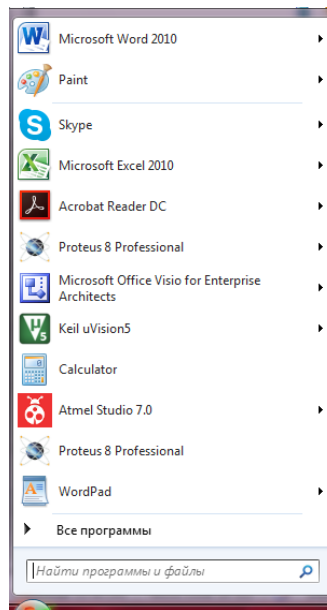 Microsoft Word 2010
Paint
Skype
Microsoft Excel 2010
Acrobat Reader DC
Proteus 8 Professional
Microsoft Office Visio for Enterprise
Architects
Keil uVision5
Calculator
Atmel Studio 7.0
Proteus 8 Professional
WordPad
Все программы
Найти программы и файлы